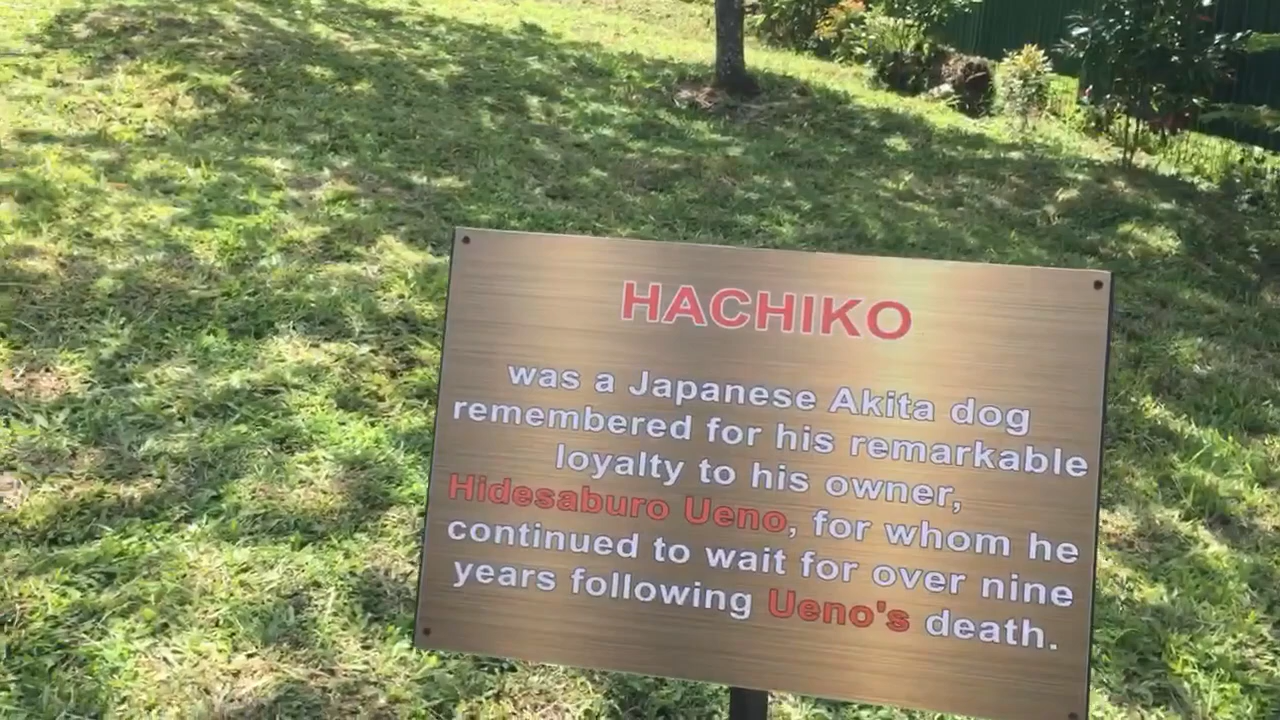 HACHIKO
was a Japanese Akita dog
remembered for his remarkable
loyalty to his owner,
Hidesaburo Ueno, for whom he
continued to wait for over nine
years following Ueno's death.